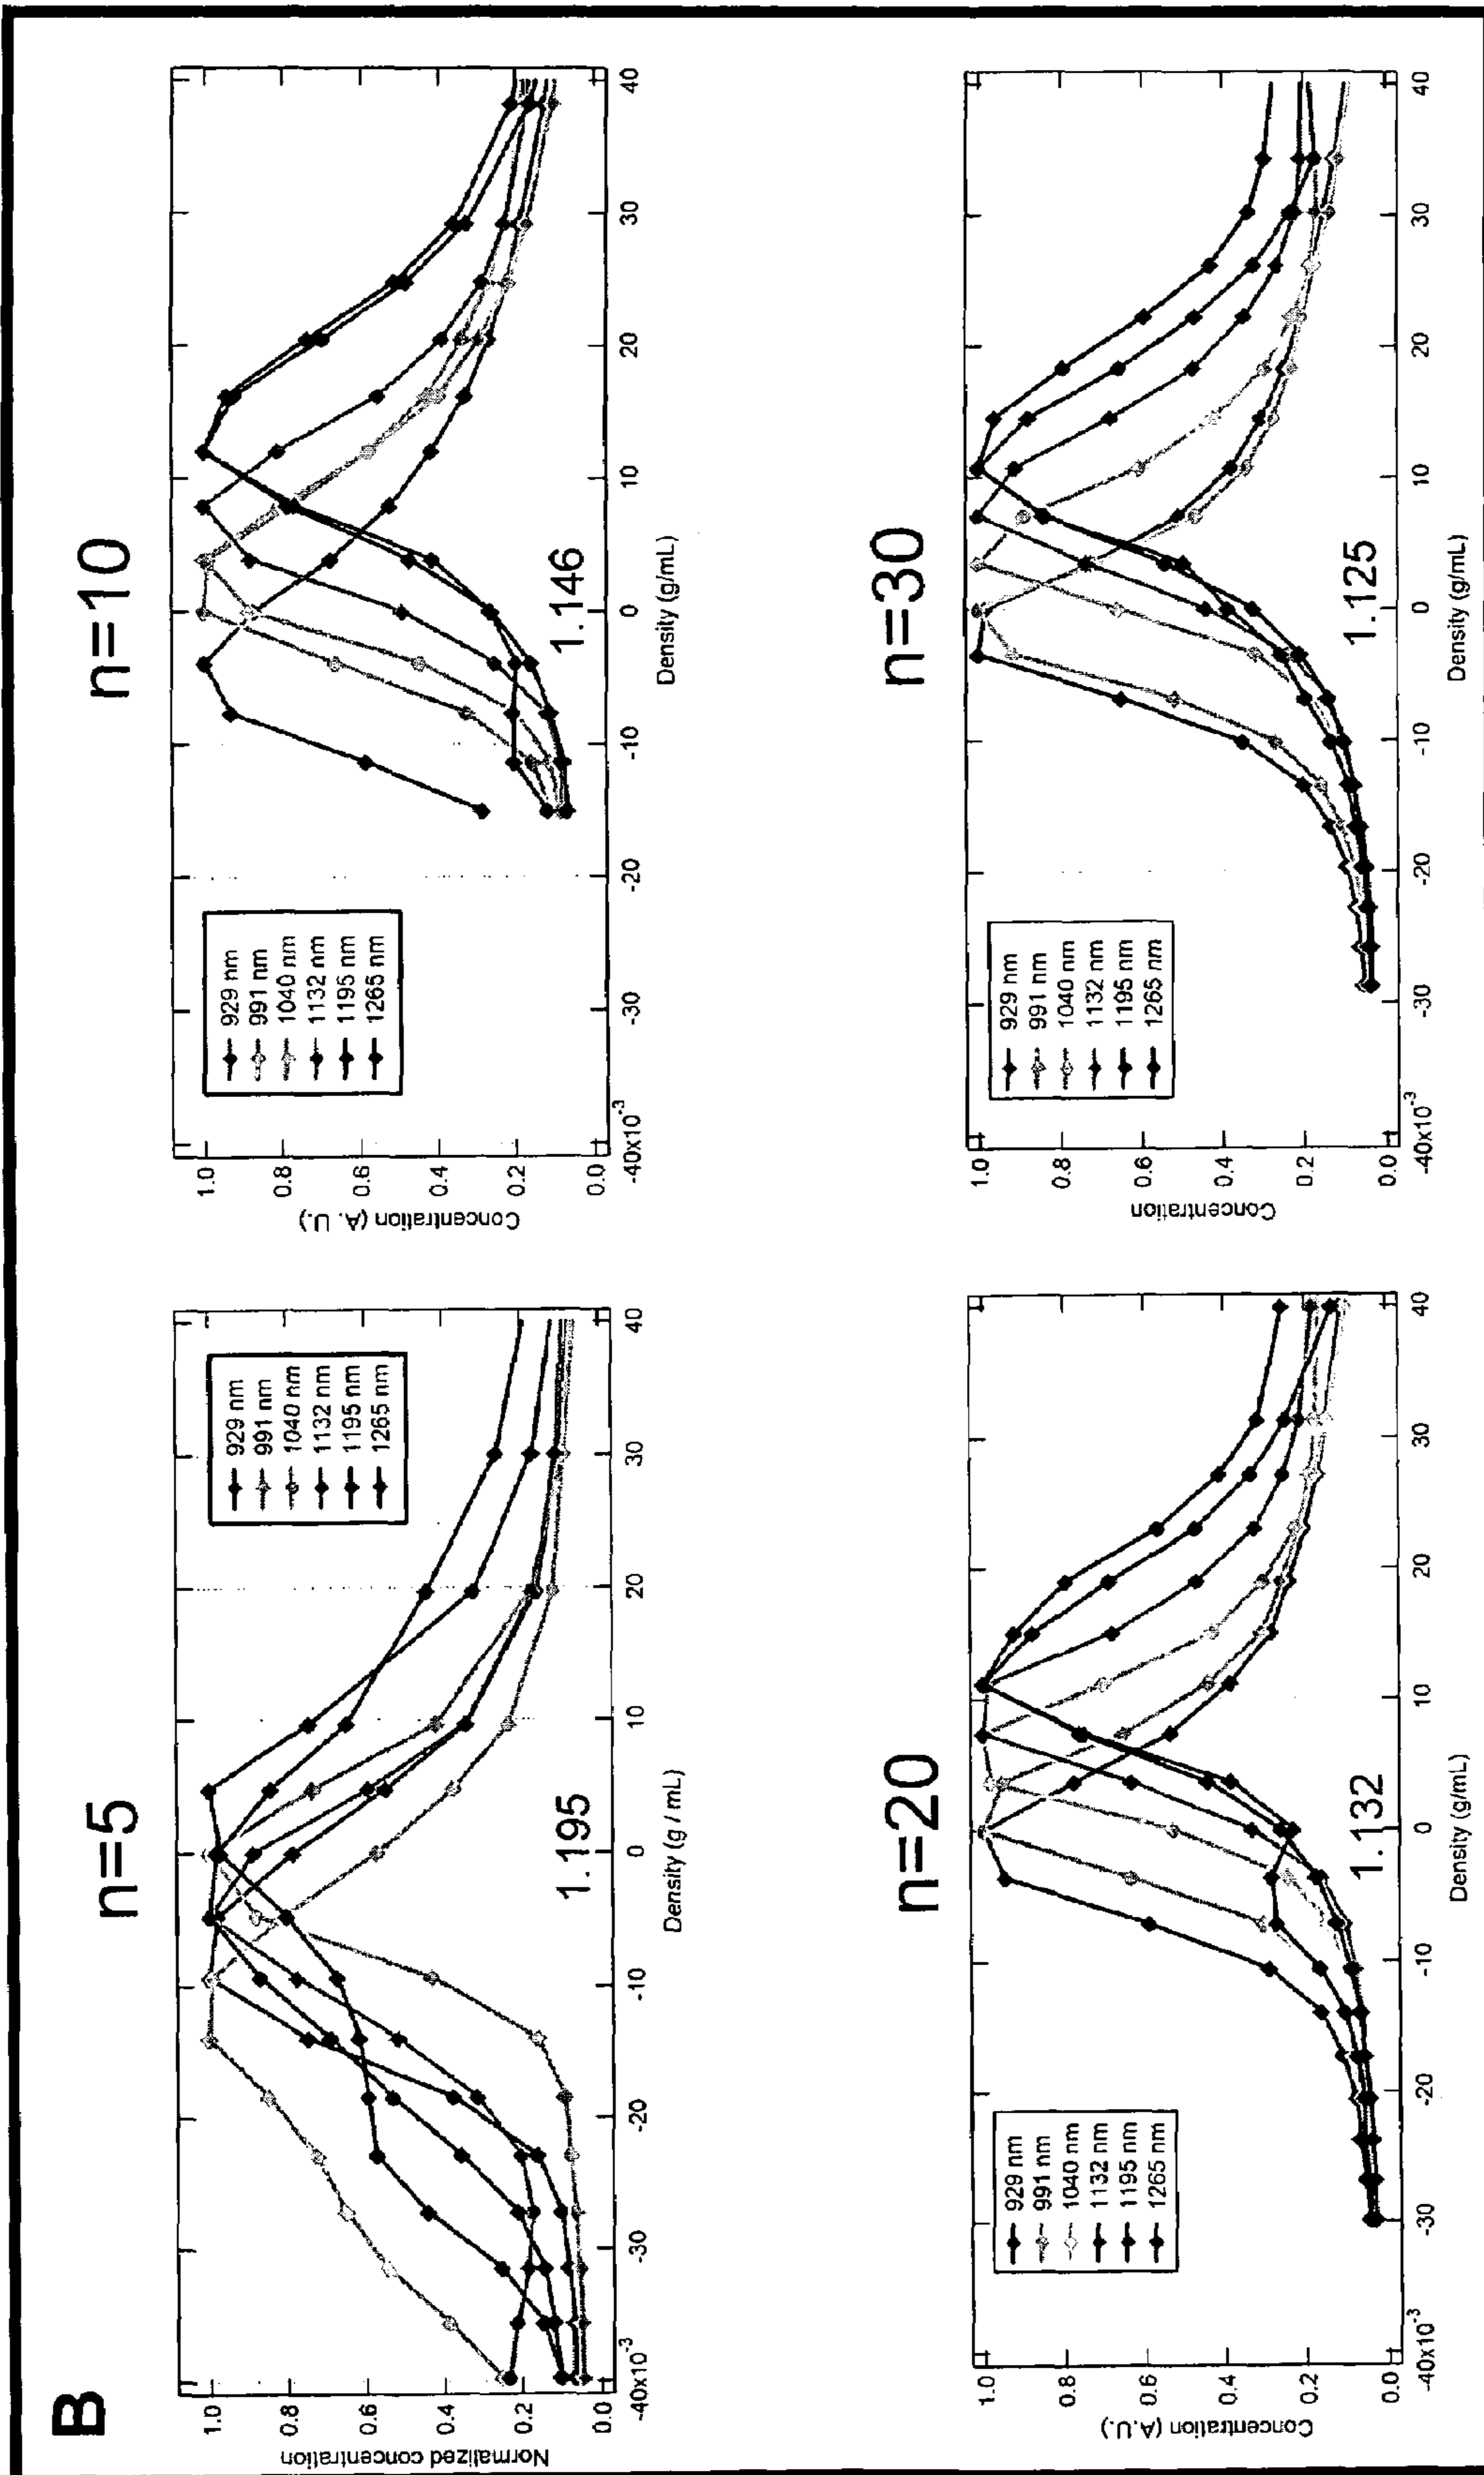 B
n=5
Normalized concentration
1.0
0.8
0.6
0.4
0.2
0.0
929 nm
991 nm
1040 nm
1132 nm
1195 nm
1265 nm
1.195
-40x10-3
-30
-20
-10
0
10
20
30
40
Density (g / mL)
n=10
Concentration (A. U.)
1.0
0.8
0.6
0.4
0.2
0.0
929 nm
991 nm
1040 nm
1132 nm
1195 nm
1265 nm
1.146
-40x10-3
-30
-20
-10
0
10
20
30
40
Density (g/mL)
n=20
Concentration (A.U.)
1.0
0.8
0.6
0.4
0.2
0.0
929 nm
991 nm
1040 nm
1132 nm
1195 nm
1265 nm
1.132
-40x10-3
-30
-20
-10
0
10
20
30
40
Density (g/mL)
n=30
Concentration
1.0
0.8
0.6
0.4
0.2
0.0
929 nm
991 nm
1040 nm
1132 nm
1195 nm
1265 nm
1.125
-40x10-3
-30
-20
-10
0
10
20
30
40
Density (g/mL)